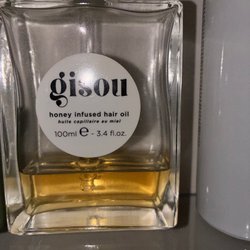 gisou
honey infused hair oil
huile capillaire au miel
100ml ℮ - 3.4 fl.oz.